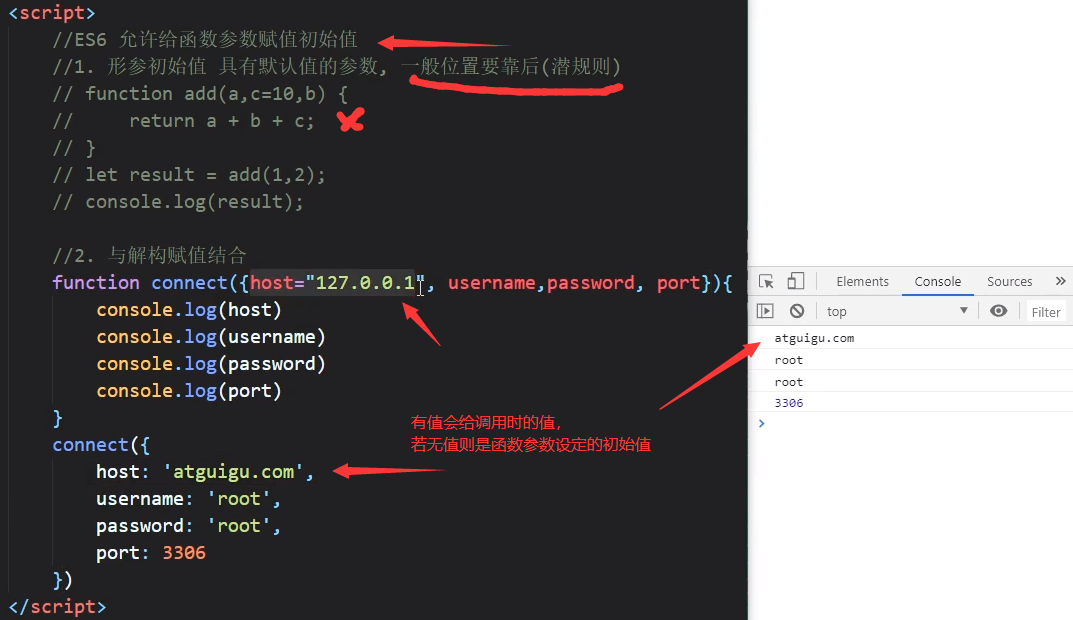 <script>
//ES6 允许给函数参数赋值初始值
//1. 形参初始值 具有默认值的参数, 一般位置要靠后(潜规则)
// function add(a,c=10,b) {
//     return a + b + c;
// }
// let result = add(1,2);
// console.log(result);
//2. 与解构赋值结合
function connect({host="127.0.0.1", username,password, port}){
console.log(host)
console.log(username)
console.log(password)
console.log(port)
}
有值会给调用时的值,
若无值则是函数参数设定的初始值
connect({
host: 'atguigu.com',
username: 'root',
password: 'root',
port: 3306
})
</script>
Elements Console Sources »
top ▼ Filter
atguigu.com
root
root
3306
>